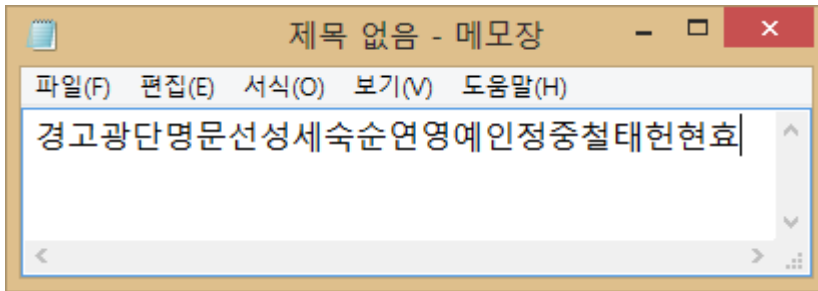 제목 없음 - 메모장
파일(F) 편집(E) 서식(O) 보기(V) 도움말(H)
경고광단명문선성세숙순연영예인정중철태헌현효